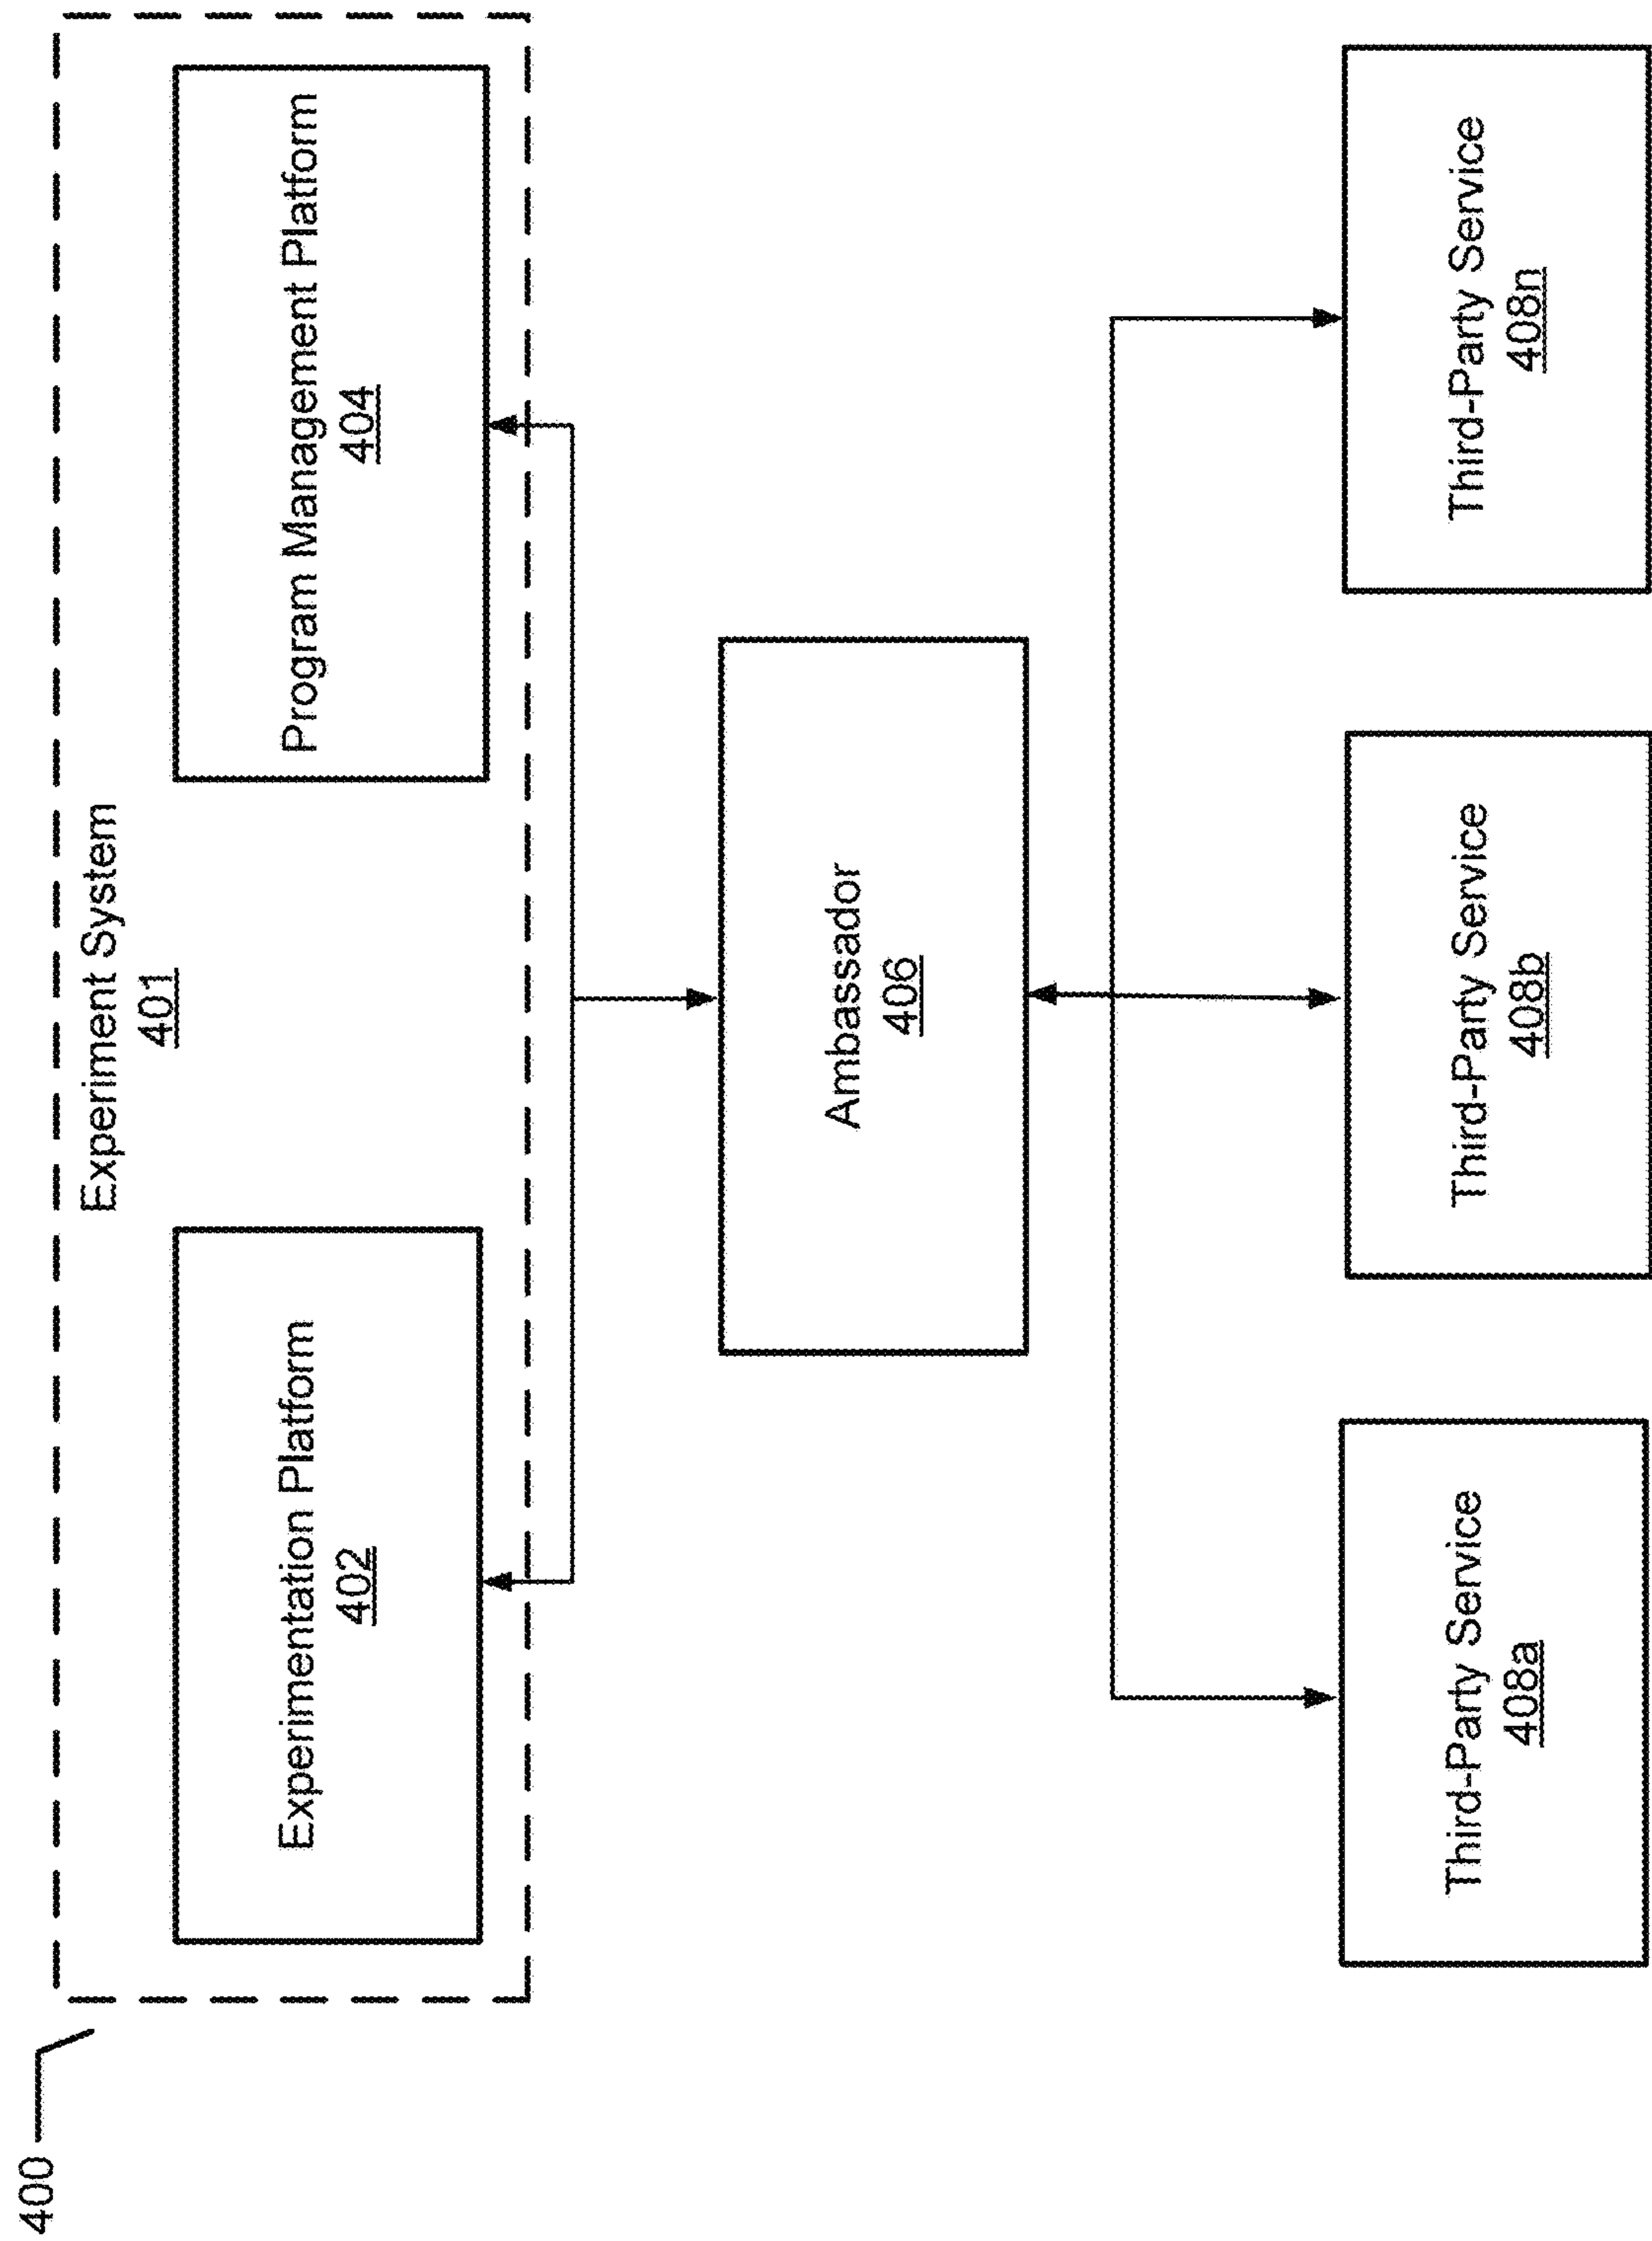 400
Experiment System
401
Experimentation Platform
402
Program Management Platform
404
Ambassador
406
Third-Party Service
408a
Third-Party Service
408b
Third-Party Service
408n